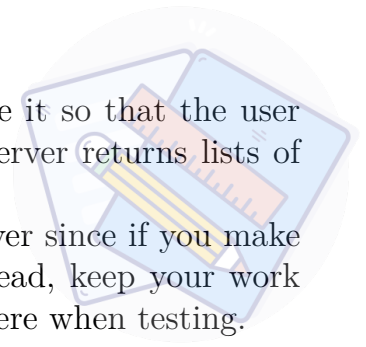 e it so that the user
erver returns lists of
ver since if you make
ead, keep your work
ere when testing.